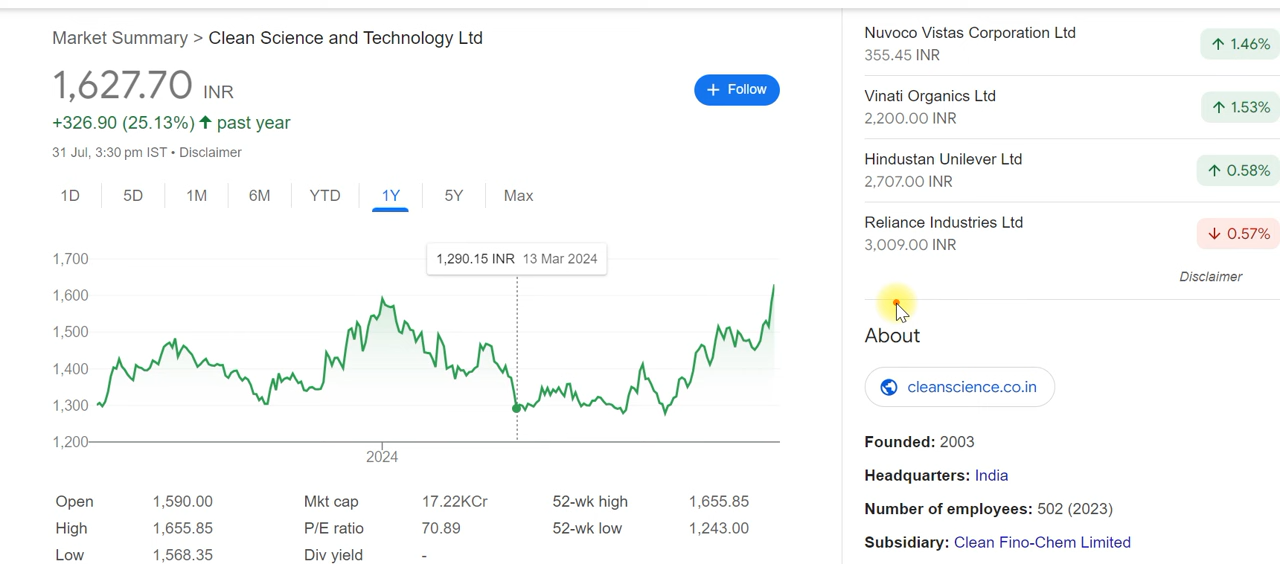 Market Summary > Clean Science and Technology Ltd
1,627.70 INR
+ Follow
+326.90 (25.13%) ↑ past year
31 Jul, 3:30 pm IST • Disclaimer
1D 5D 1M 6M YTD 1Y 5Y Max
1,290.15 INR 13 Mar 2024
1,700
1,600
1,500
1,400
1,300
1,200
2024
Open 1,590.00 Mkt cap 17.22KCr 52-wk high 1,655.85
High 1,655.85 P/E ratio 70.89 52-wk low 1,243.00
Low 1,568.35 Div yield -
Nuvoco Vistas Corporation Ltd
355.45 INR
↑ 1.46%
Vinati Organics Ltd
2,200.00 INR
↑ 1.53%
Hindustan Unilever Ltd
2,707.00 INR
↑ 0.58%
Reliance Industries Ltd
3,009.00 INR
↓ 0.57%
Disclaimer
About
cleanscience.co.in
Founded: 2003
Headquarters: India
Number of employees: 502 (2023)
Subsidiary: Clean Fino-Chem Limited